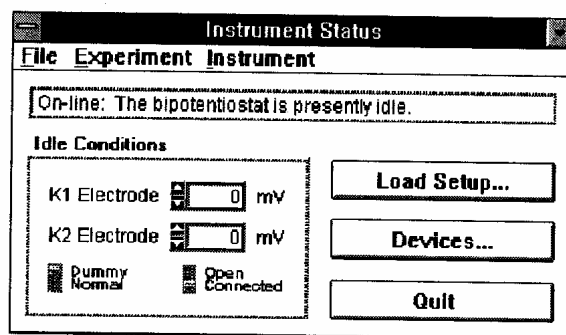 Instrument Status
File Experiment Instrument
On-line: The bipotentiostat is presently idle.
Idle Conditions
K1 Electrode 0 mV
K2 Electrode 0 mV
Dummy
Normal
Open
Connected
Load Setup...
Devices...
Quit